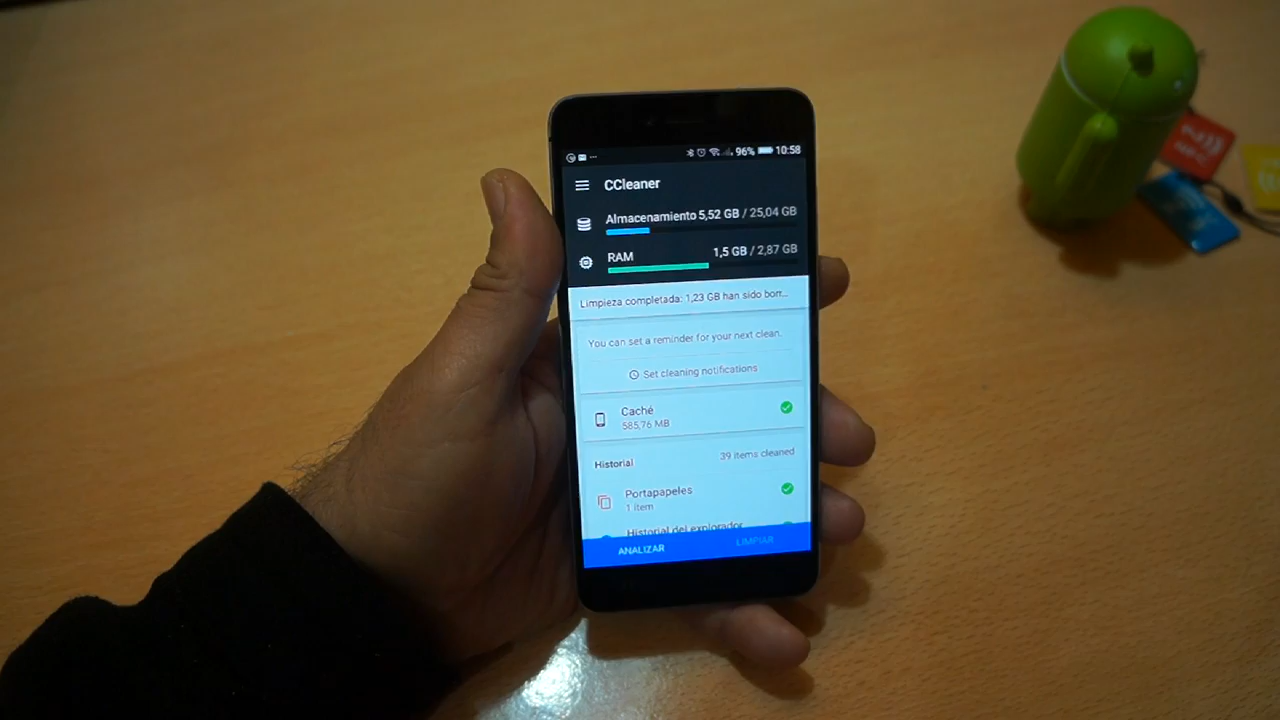 96% 10:58
CCleaner
Almacenamiento 5,52 GB / 25,04 GB
RAM 1,5 GB / 2,87 GB
Limpieza completada: 1,23 GB han sido borr...
You can set a reminder for your next clean.
Set cleaning notifications
Caché
585,76 MB
Historial 39 items cleaned
Portapapeles
1 item
Historial del explorador
ANALIZAR LIMPIAR